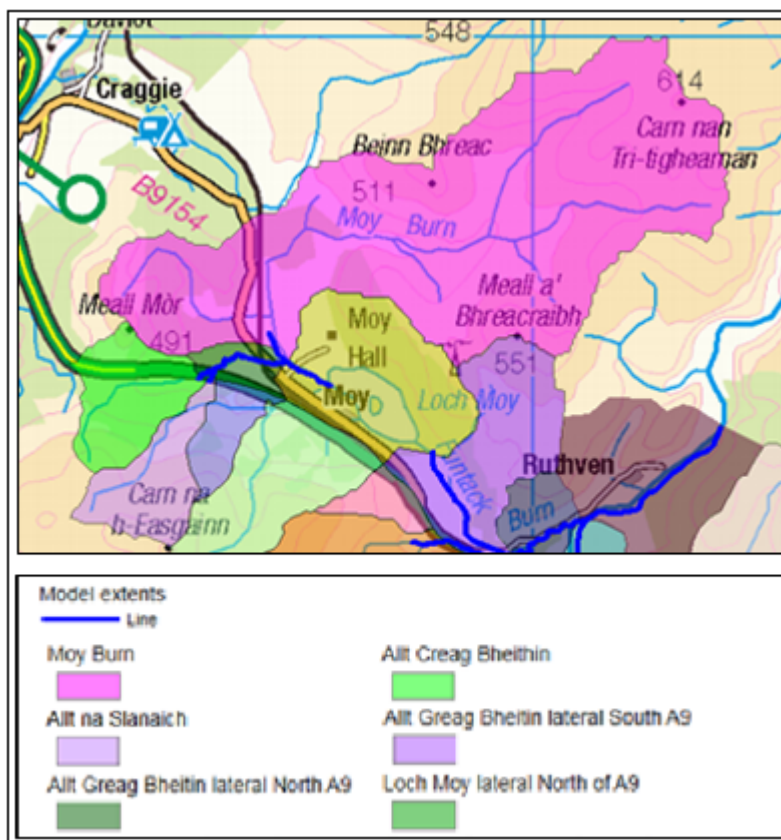 Daviot
548
Craggie
614
Carn nan
Tri-tigheaman
Beinn Bhreac
B9154
511
Moy Burn
Meall a'
Bhreacraibh
Meall Mòr
491
Moy
Hall
551
Moy
Loch Moy
Ruthven
Funtack
Burn
Carn na
h-Easgainn
Model extents
Line
Moy Burn
Allt Creag Bheithin
Allt na Slanaich
Allt Greag Bheitin lateral South A9
Allt Greag Bheitin lateral North A9
Loch Moy lateral North of A9